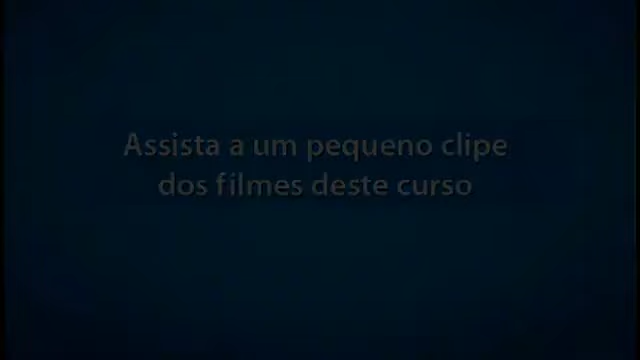 Assista a um pequeno clipe
dos filmes deste curso